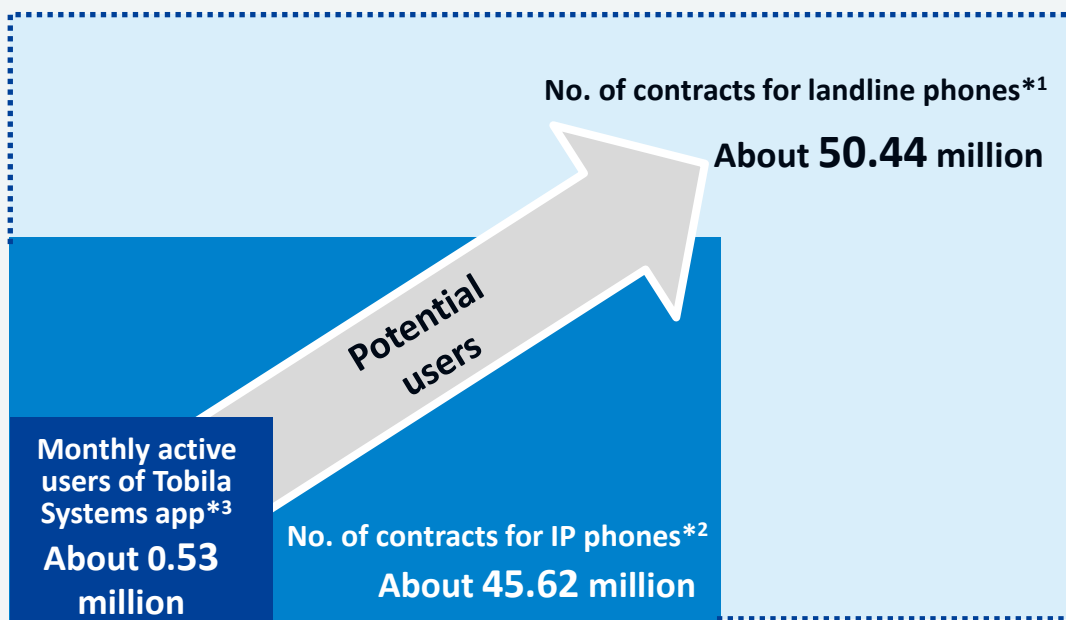 No. of contracts for landline phones*1
About 50.44 million
Potential
users
Monthly active
users of Tobila
Systems app*3
About 0.53
million
No. of contracts for IP phones*2
About 45.62 million